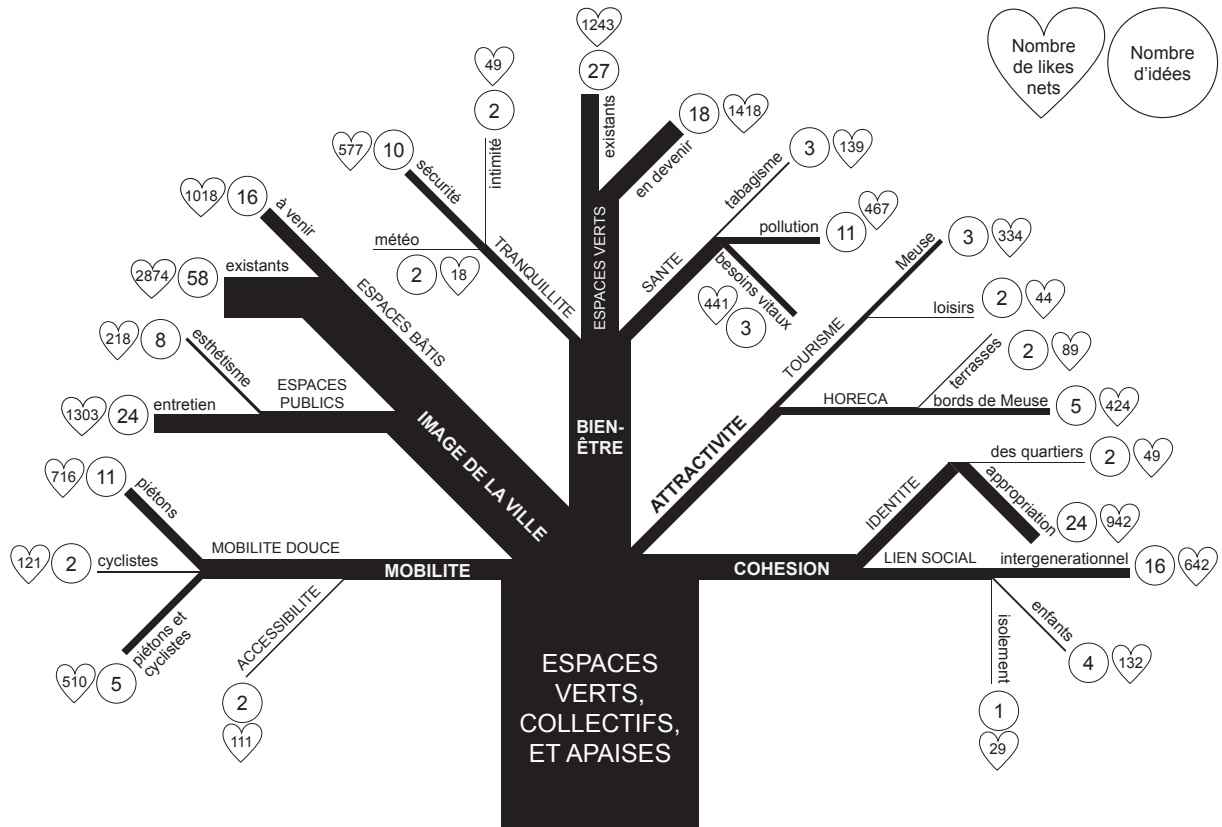 Nombre
de likes
nets
Nombre
d'idées
1243
27
existants
49
2
intimité
18
1418
en devenir
577
10
sécurité
météo
2
18
TRANQUILLITE
ESPACES VERTS
3
139
tabagisme
pollution
11
467
besoins vitaux
441
3
SANTE
1018
16
à venir
2874
58
existants
ESPACES BÂTIS
218
8
esthétisme
1303
24
entretien
ESPACES
PUBLICS
IMAGE DE LA VILLE
BIEN-
ÊTRE
Meuse
3
334
loisirs
2
44
TOURISME
terrasses
2
89
HORECA
bords de Meuse
5
424
ATTRACTIVITE
des quartiers
2
49
appropriation
24
942
IDENTITE
716
11
piétons
121
2
cyclistes
MOBILITE DOUCE
510
5
piétons et
cyclistes
ACCESSIBILITE
2
111
MOBILITE
COHESION
LIEN SOCIAL
intergenerationnel
16
642
enfants
4
132
isolement
1
29
ESPACES
VERTS,
COLLECTIFS,
ET APAISES